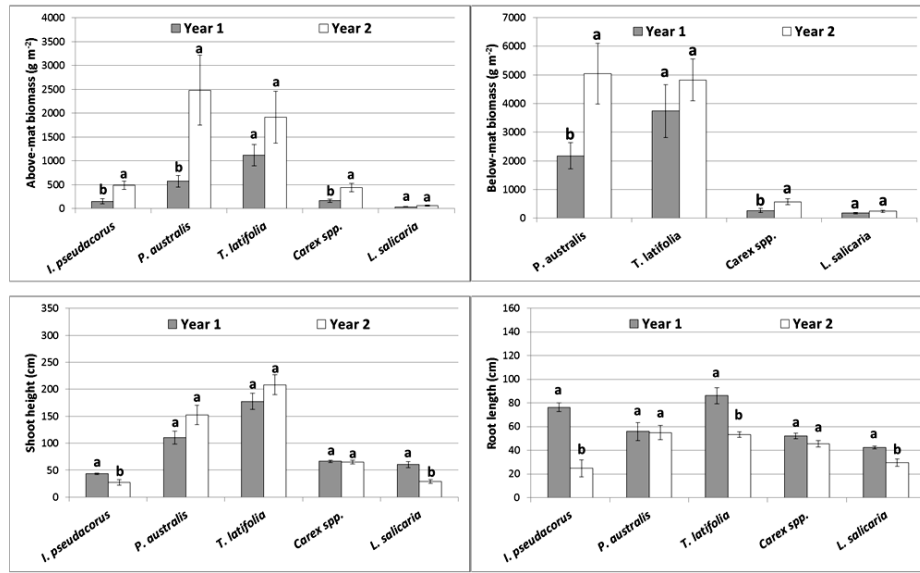 Above-mat biomass (g m⁻²)
4000
3500
3000
2500
2000
1500
1000
500
0
Year 1 Year 2
b a b a a a b a a a
I. pseudacorus P. australis T. latifolia Carex spp. L. salicaria
Below-mat biomass (g m⁻²)
7000
6000
5000
4000
3000
2000
1000
0
Year 1 Year 2
b a a a b a a a
P. australis T. latifolia Carex spp. L. salicaria
Shoot height (cm)
350
300
250
200
150
100
50
0
Year 1 Year 2
a b a a a a a a a b
I. pseudacorus P. australis T. latifolia Carex spp. L. salicaria
Root length (cm)
160
140
120
100
80
60
40
20
0
Year 1 Year 2
a b a a a b a a a b
I. pseudacorus P. australis T. latifolia Carex spp. L. salicaria